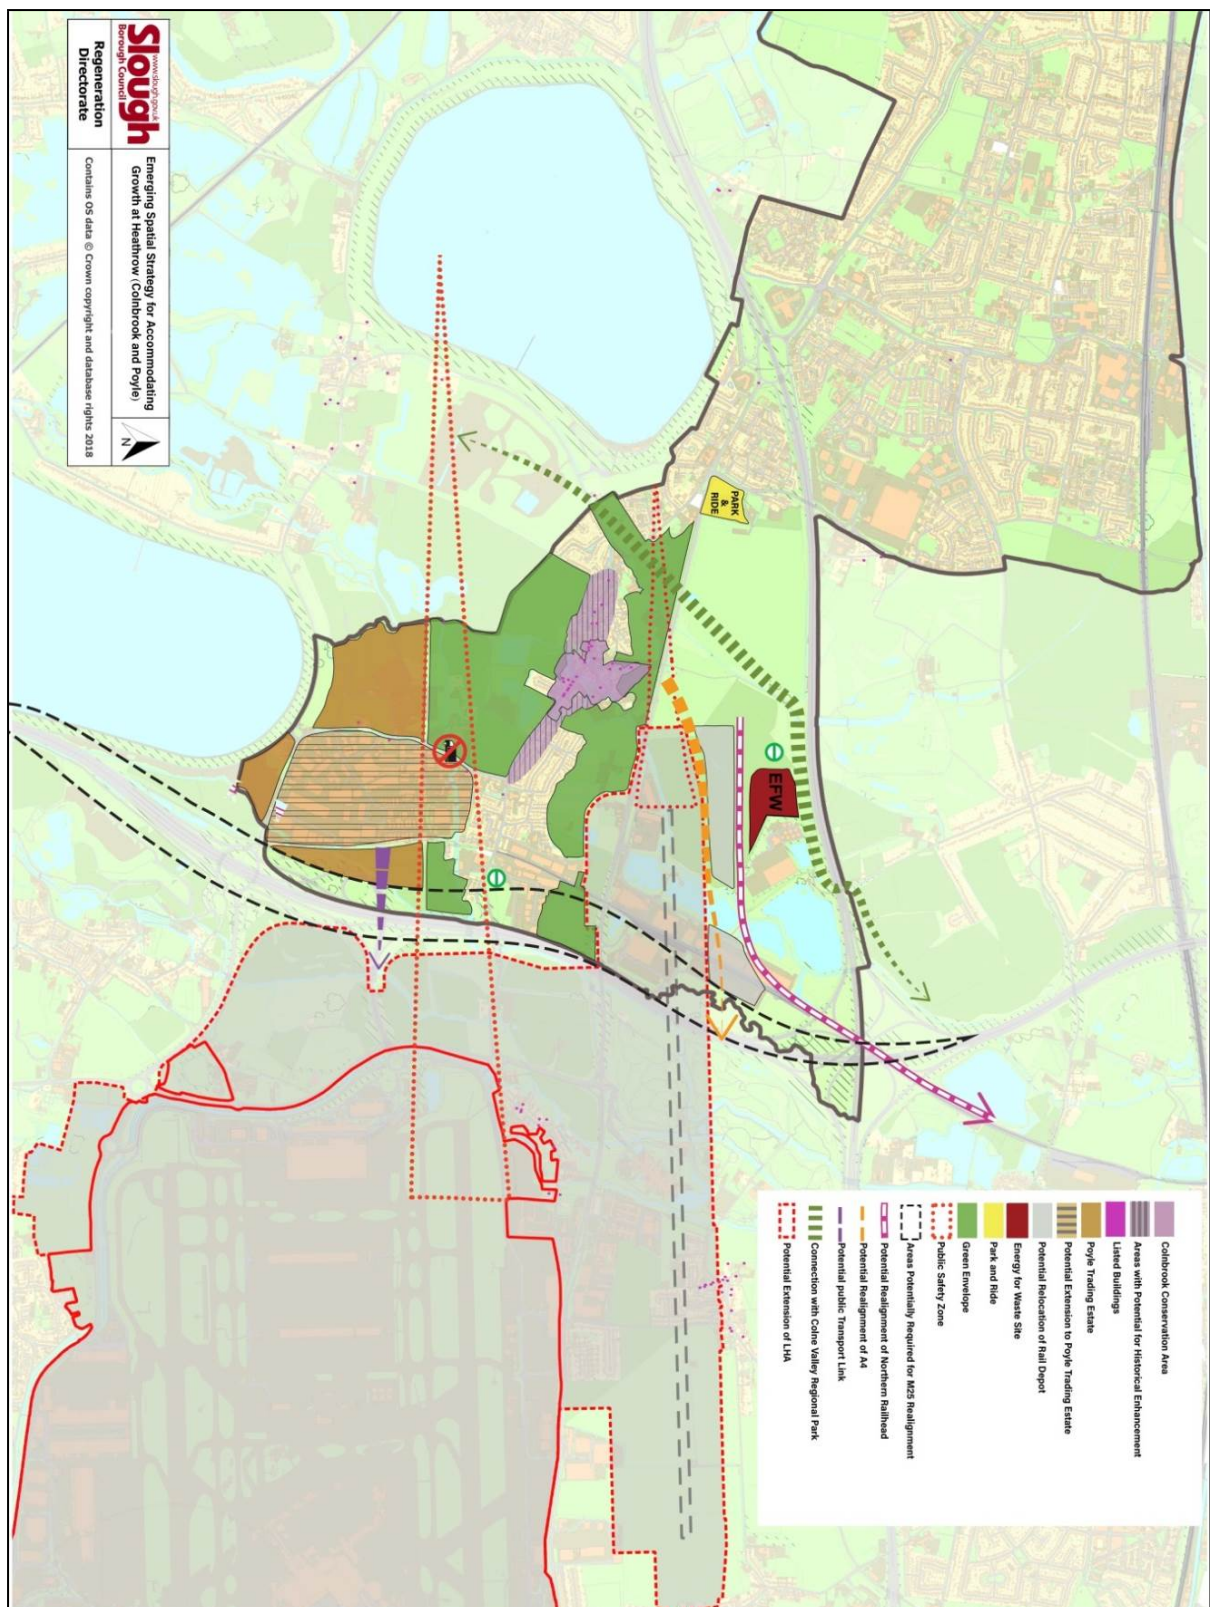 Slough
www.slough.gov.uk
Borough Council
Regeneration
Directorate
Emerging Spatial Strategy for Accommodating
Growth at Heathrow (Colnbrook and Poyle)
Contains OS data © Crown copyright and database rights 2018
N
PARK
&
RIDE
EFW
Colnbrook Conservation Area
Areas with Potential for Historical Enhancement
Listed Buildings
Poyle Trading Estate
Potential Extension to Poyle Trading Estate
Potential Relocation of Rail Depot
Energy for Waste Site
Park and Ride
Green Envelope
Public Safety Zone
Areas Potentially Required for M25 Realignment
Potential Realignment of Northern Railhead
Potential Realignment of A4
Potential public Transport Link
Connection with Colne Valley Regional Park
Potential Extension of LHA